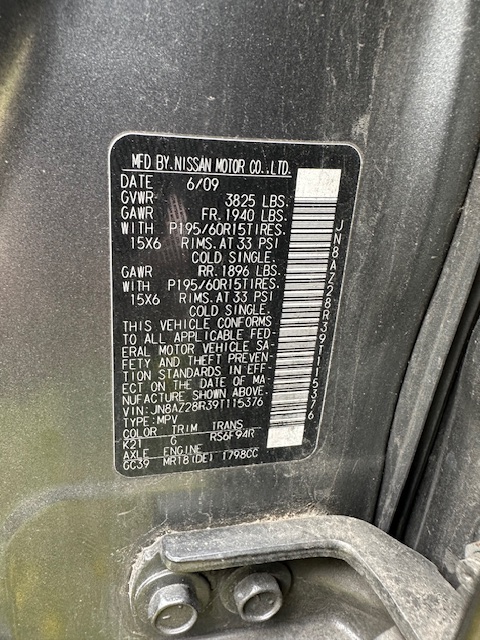 MFD BY.NISSAN MOTOR CO.,LTD.
DATE 6/09
GVWR 3825 LBS.
GAWR FR. 1940 LBS.
WITH P195/60R15TIRES.
15X6 RIMS. AT 33 PSI
COLD SINGLE.
GAWR RR. 1896 LBS.
WITH P195/60R15TIRES.
15X6 RIMS. AT 33 PSI
COLD SINGLE.
THIS VEHICLE CONFORMS
TO ALL APPLICABLE FED-
ERAL MOTOR VEHICLE SA-
FETY AND THEFT PREVEN-
TION STANDARDS IN EFF-
ECT ON THE DATE OF MA-
NUFACTURE SHOWN ABOVE.
VIN: JN8AZ28R39T115376
TYPE: MPV
COLOR TRIM TRANS
K21 G RS6F94R
AXLE ENGINE
GC39 MR18(DE) 1798CC
JN8AZ28R39T115376